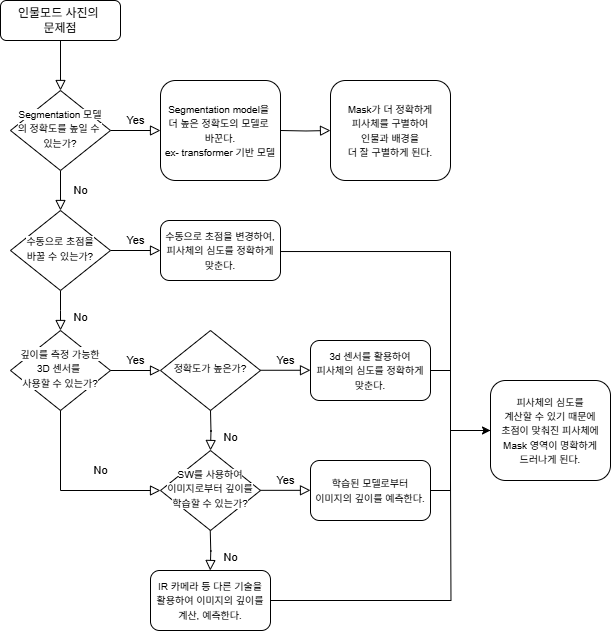 인물모드 사진의
문제점
Segmentation 모델
의 정확도를 높일 수
있는가?
Yes
Segmentation model을
더 높은 정확도의 모델로
바꾼다.
ex- transformer 기반 모델
Mask가 더 정확하게
피사체를 구별하여
인물과 배경을
더 잘 구별하게 된다.
No
수동으로 초점을
바꿀 수 있는가?
Yes
수동으로 초점을 변경하여,
피사체의 심도를 정확하게
맞춘다.
No
깊이를 측정 가능한
3D 센서를
사용할 수 있는가?
Yes
정확도가 높은가?
Yes
3d 센서를 활용하여
피사체의 심도를 정확하게
맞춘다.
피사체의 심도를
계산할 수 있기 때문에
초점이 맞춰진 피사체에
Mask 영역이 명확하게
드러나게 된다.
No
No
SW를 사용하여
이미지로부터 깊이를
학습할 수 있는가?
Yes
학습된 모델로부터
이미지의 깊이를 예측한다.
No
IR 카메라 등 다른 기술을
활용하여 이미지의 깊이를
계산, 예측한다.